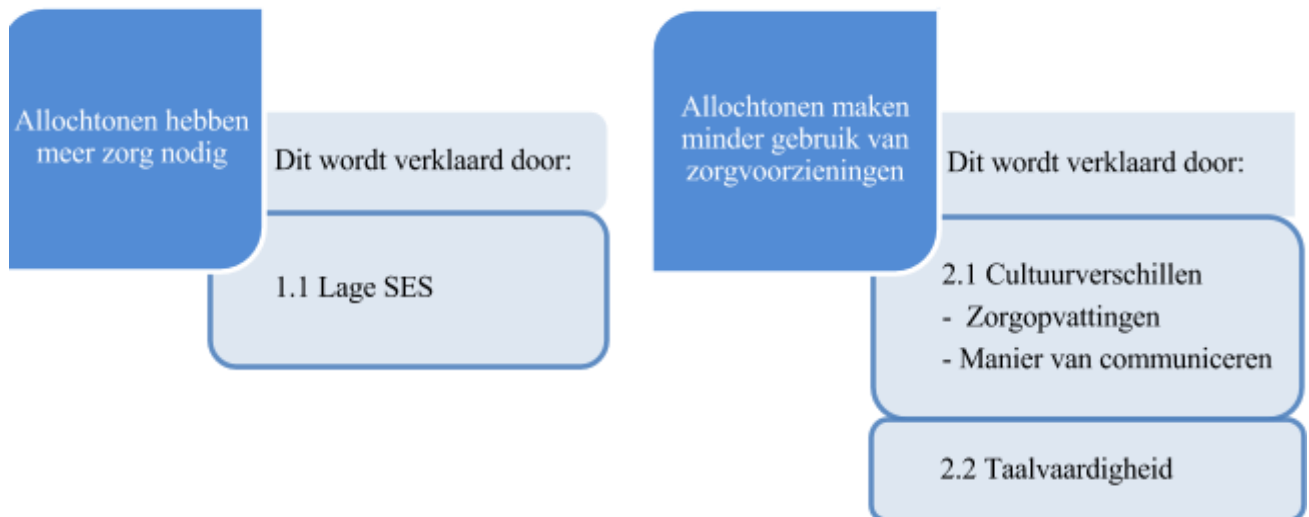 Allochtonen hebben
meer zorg nodig
Dit wordt verklaard door:
1.1 Lage SES
Allochtonen maken
minder gebruik van
zorgvoorzieningen
Dit wordt verklaard door:
2.1 Cultuurverschillen
- Zorgopvattingen
- Manier van communiceren
2.2 Taalvaardigheid